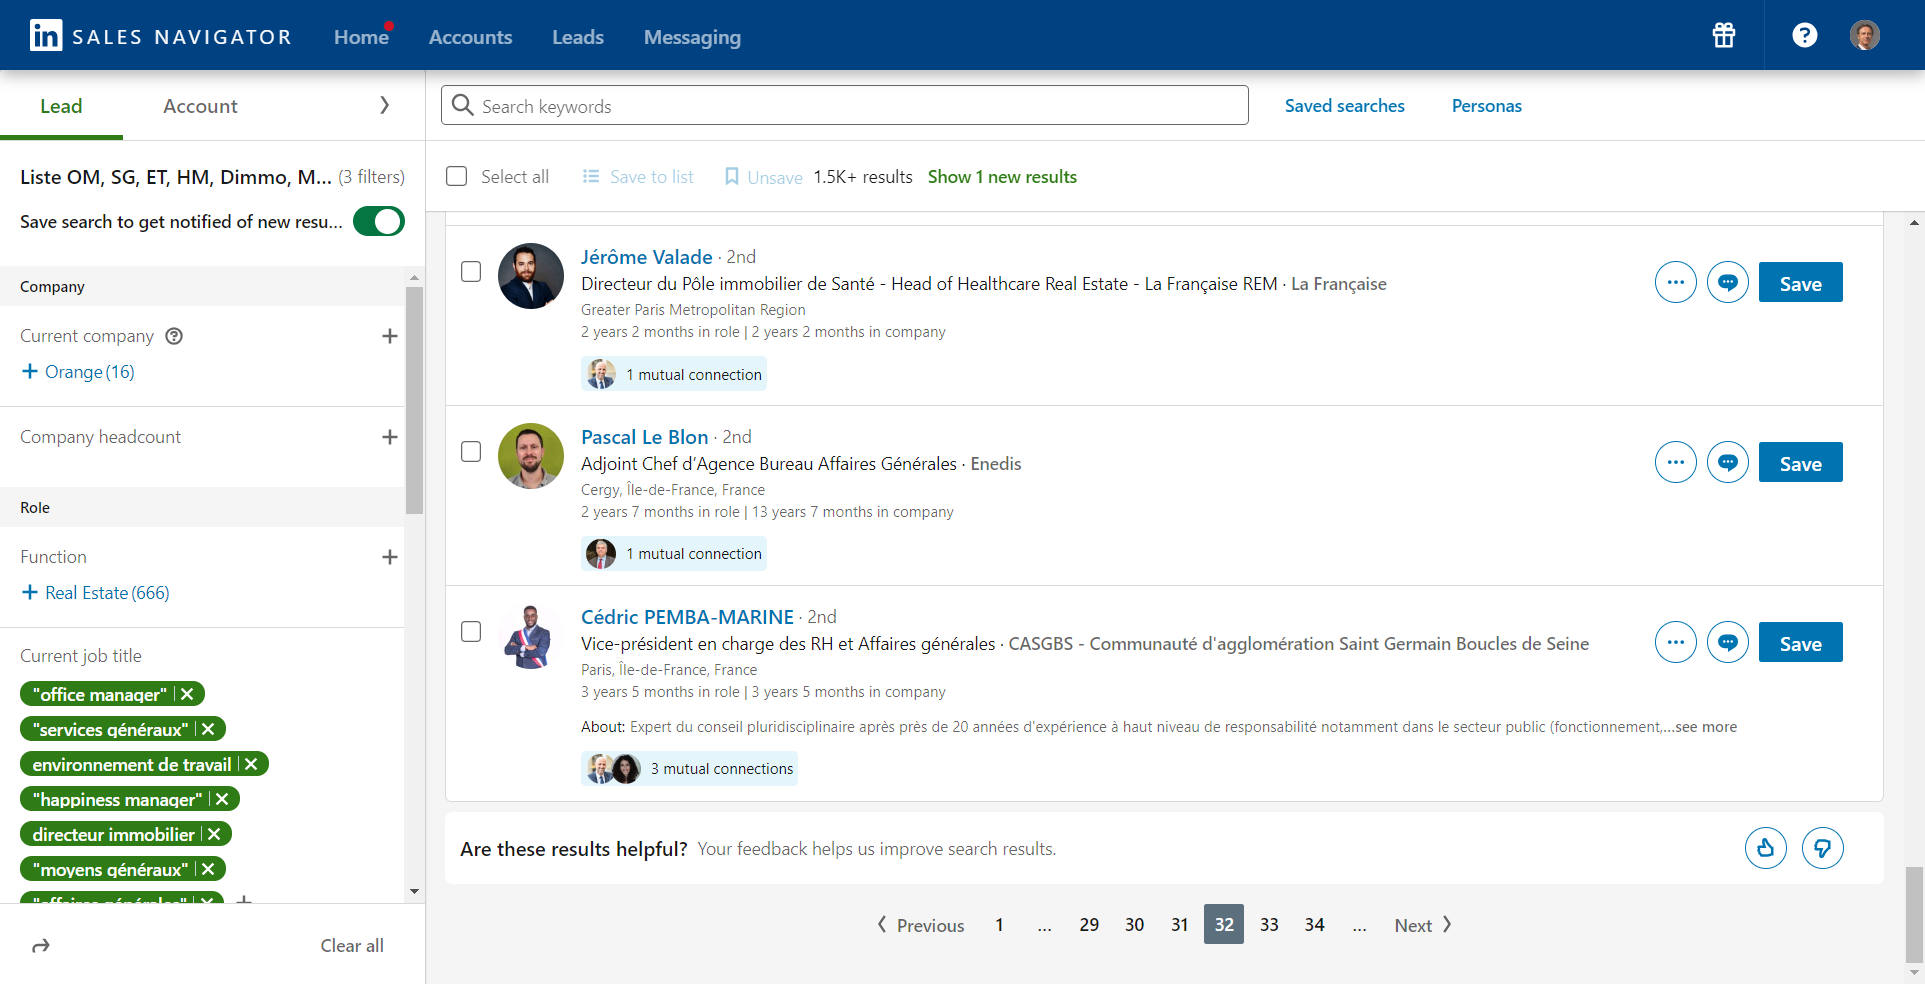 in SALES NAVIGATOR Home Accounts Leads Messaging
Lead Account
Search keywords Saved searches Personas
Liste OM, SG, ET, HM, Dimmo, M... (3 filters)
Save search to get notified of new resu...
Select all Save to list Unsave 1.5K+ results Show 1 new results
Company
Current company
Orange (16)
Company headcount
Role
Function
Real Estate (666)
Current job title
"office manager"
"services généraux"
environnement de travail
"happiness manager"
directeur immobilier
"moyens généraux"
"affaires générales"
Clear all
Jérôme Valade · 2nd
Directeur du Pôle immobilier de Santé - Head of Healthcare Real Estate - La Française REM · La Française
Greater Paris Metropolitan Region
2 years 2 months in role | 2 years 2 months in company
1 mutual connection
Save
Pascal Le Blon · 2nd
Adjoint Chef d’Agence Bureau Affaires Générales · Enedis
Cergy, Île-de-France, France
2 years 7 months in role | 13 years 7 months in company
1 mutual connection
Save
Cédric PEMBA-MARINE · 2nd
Vice-président en charge des RH et Affaires générales · CASGBS - Communauté d'agglomération Saint Germain Boucles de Seine
Paris, Île-de-France, France
3 years 5 months in role | 3 years 5 months in company
About: Expert du conseil pluridisciplinaire après près de 20 années d'expérience à haut niveau de responsabilité notamment dans le secteur public (fonctionnement,...see more
3 mutual connections
Save
Are these results helpful? Your feedback helps us improve search results.
Previous 1 ... 29 30 31 32 33 34 ... Next